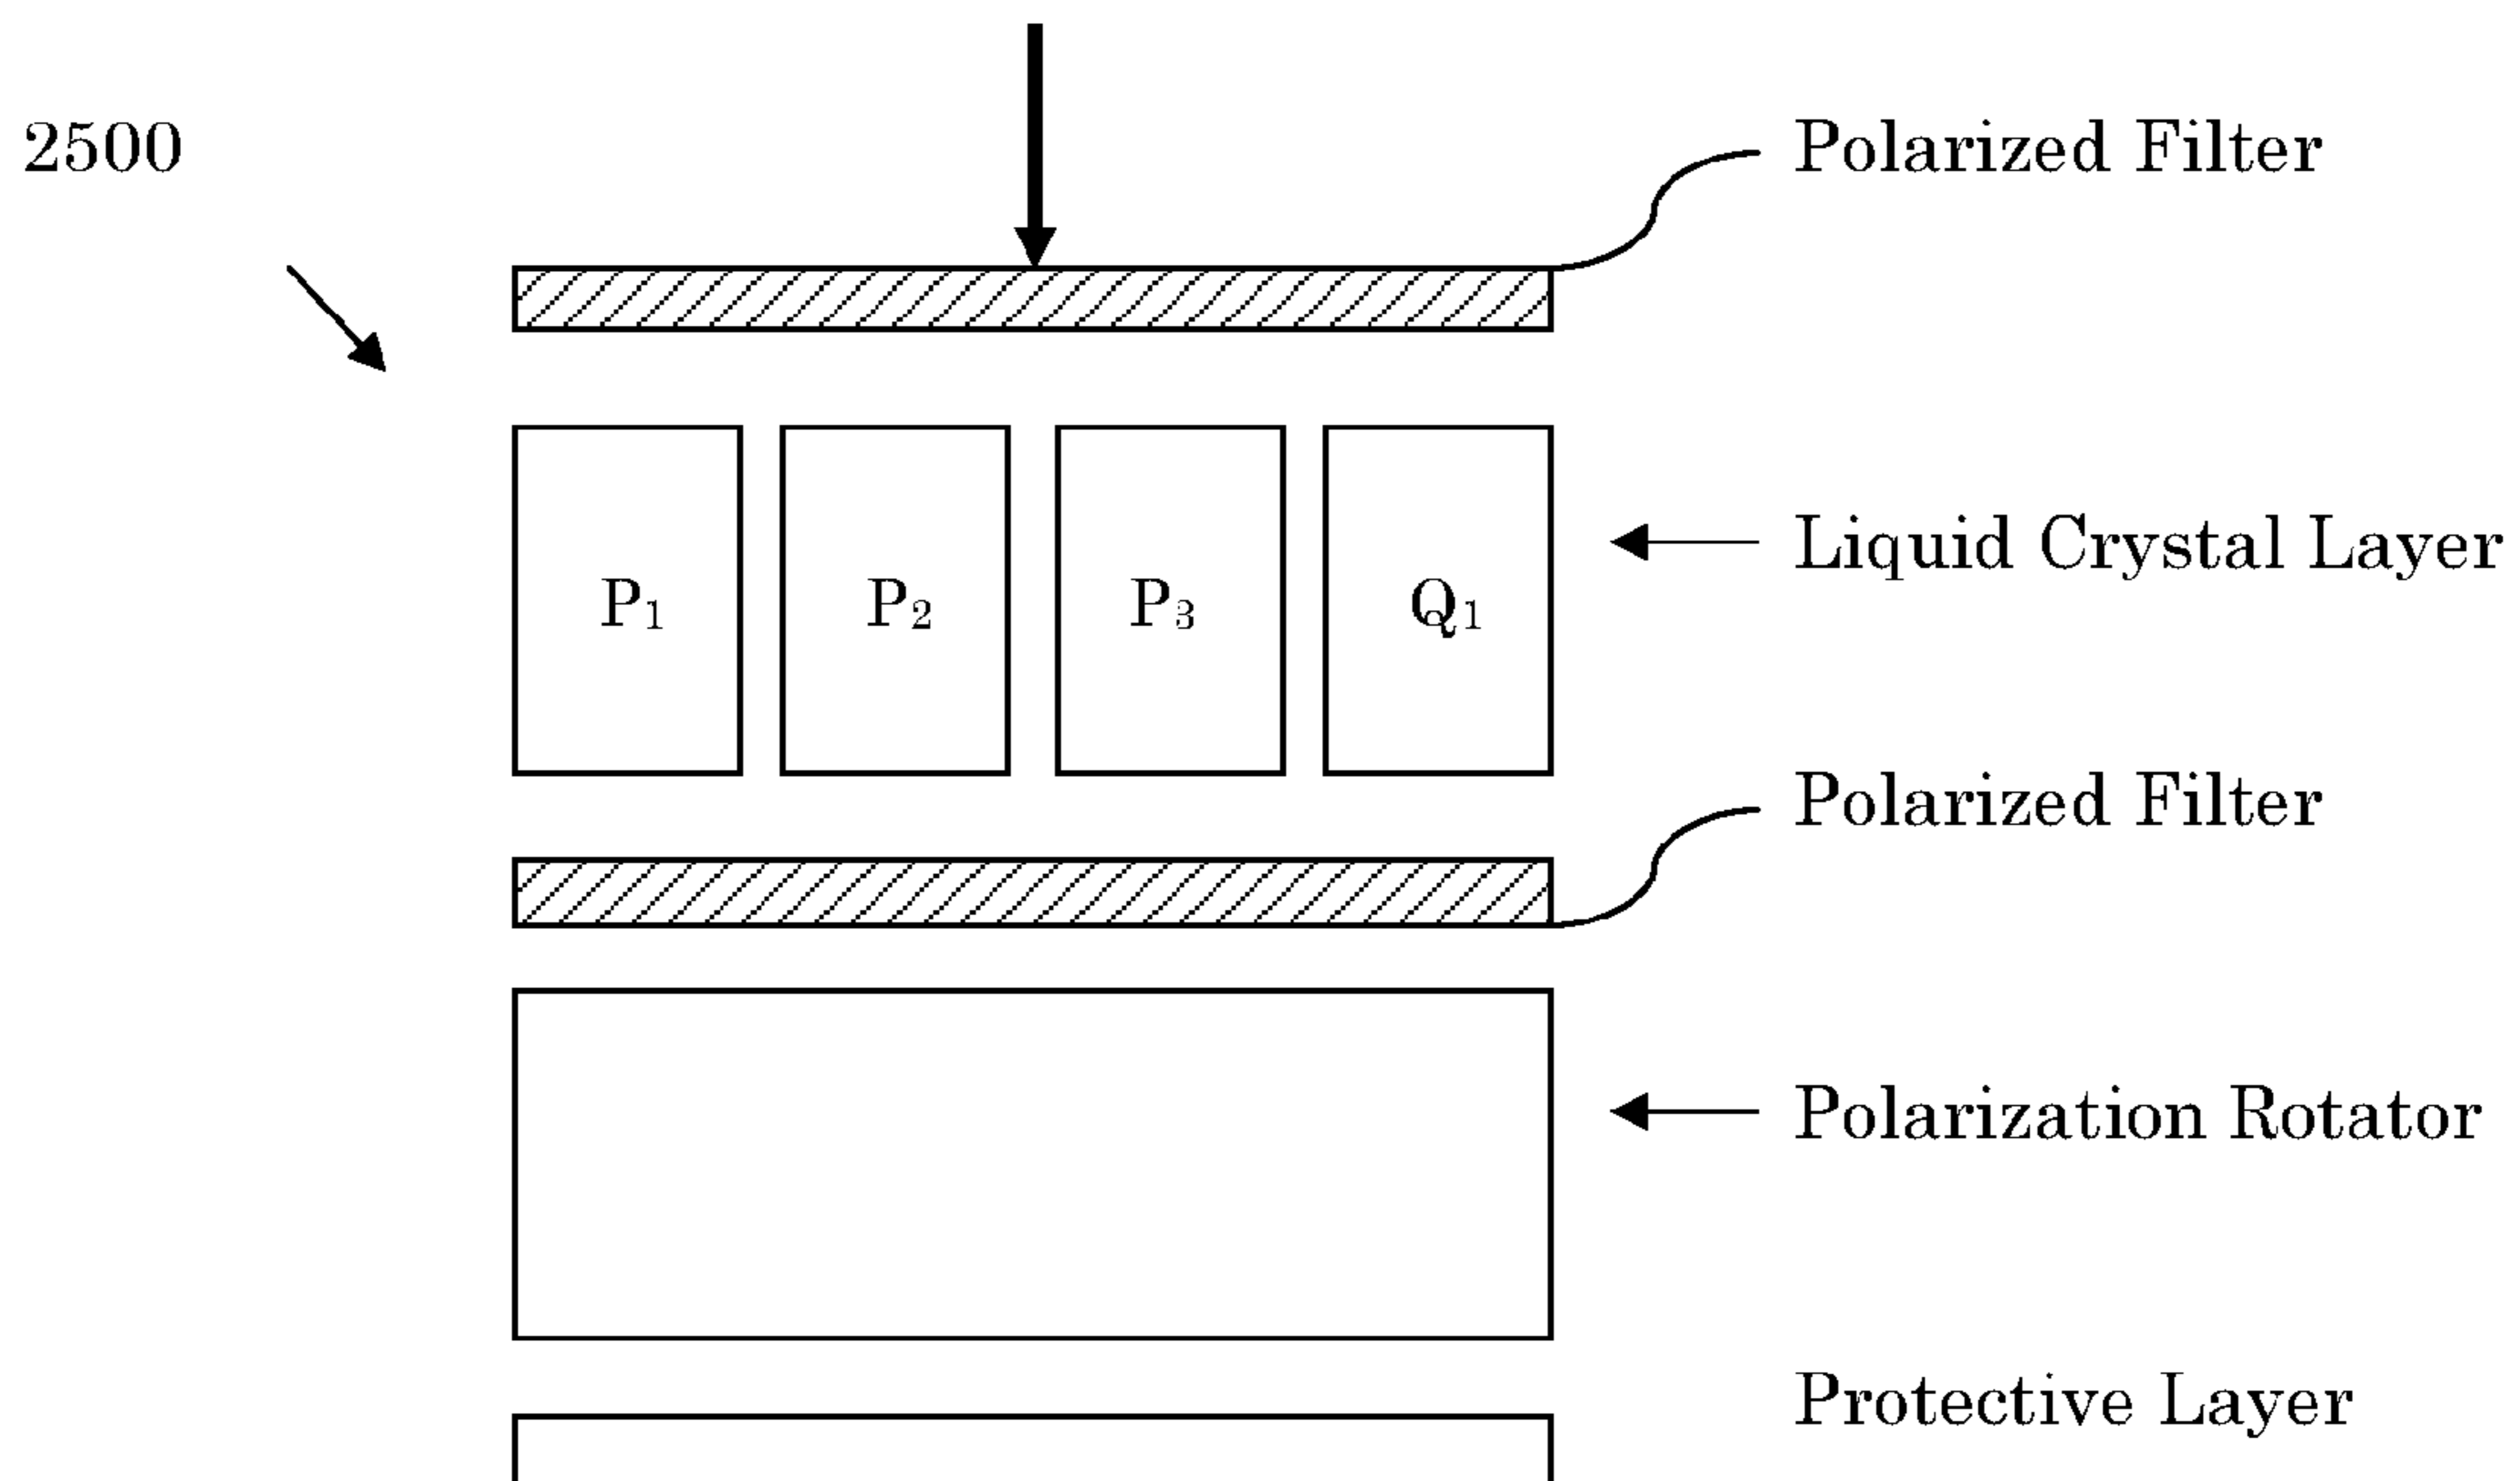 2500
Polarized Filter
Liquid Crystal Layer
P₁ P₂ P₃ Q₁
Polarized Filter
Polarization Rotator
Protective Layer